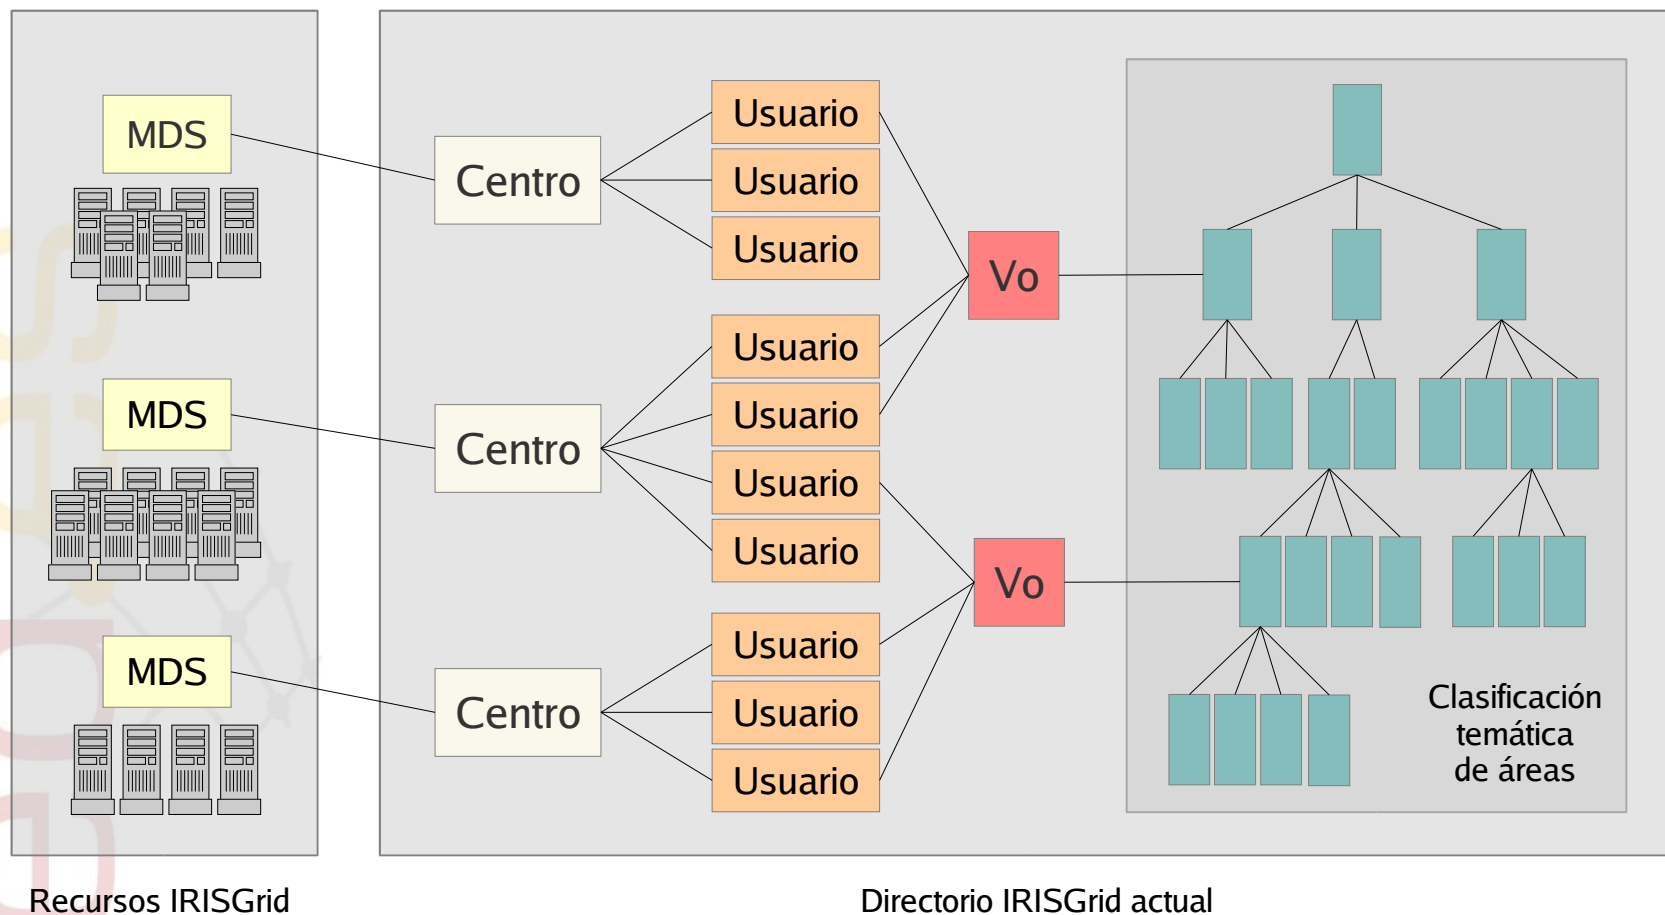 MDS
MDS
MDS
Centro
Centro
Centro
Usuario
Usuario
Usuario
Usuario
Usuario
Usuario
Usuario
Usuario
Usuario
Usuario
Vo
Vo
Clasificación
temática
de áreas
Recursos IRISGrid
Directorio IRISGrid actual